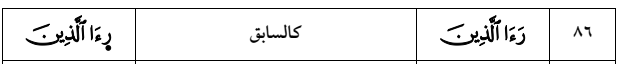 ٨٦ رَءَا ٱلَّذِينَ كالسابق رٜءَا ٱلَّذِينَ